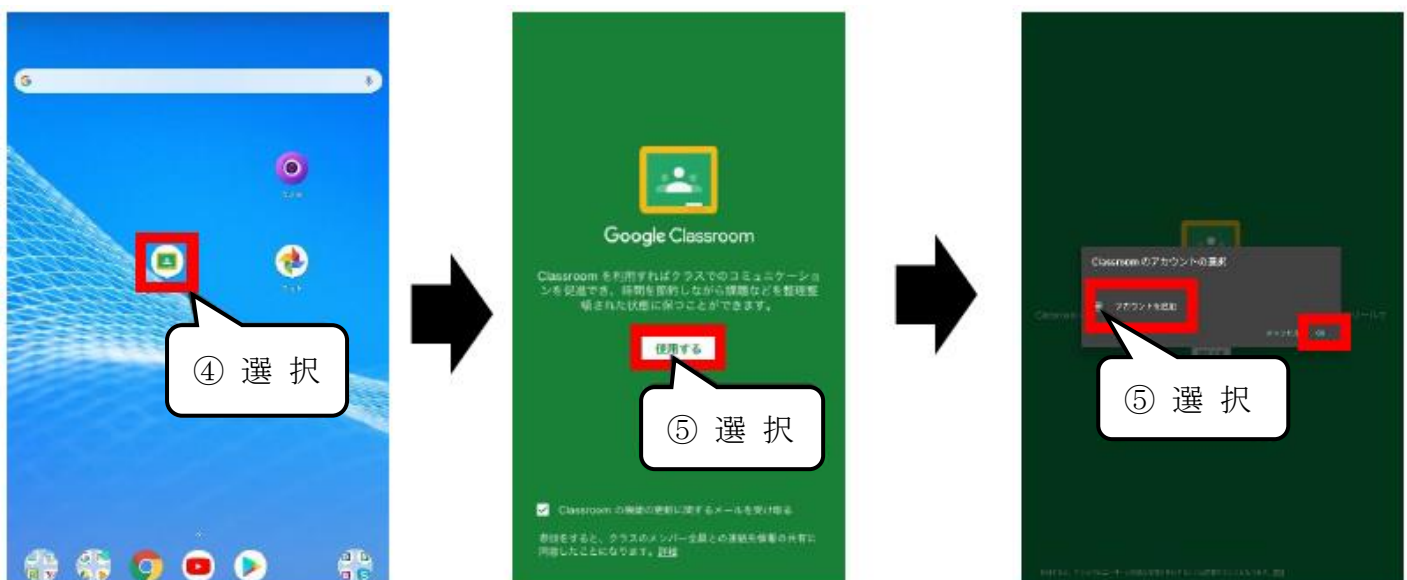 ④ 選 択
Google Classroom
Classroom を利用すればクラスでのコミュニケーショ
ンを促進でき、時間を節約しながら課題などを整理整
頓された状態に保つことができます。
使用する
⑤ 選 択
Classroom の機能の更新に関するメールを受け取る
参加をすると、クラスのメンバー全員との連絡先情報の共有に
同意したことになります。詳細
Classroom のアカウントの選択
アカウントを追加
OK
⑤ 選 択